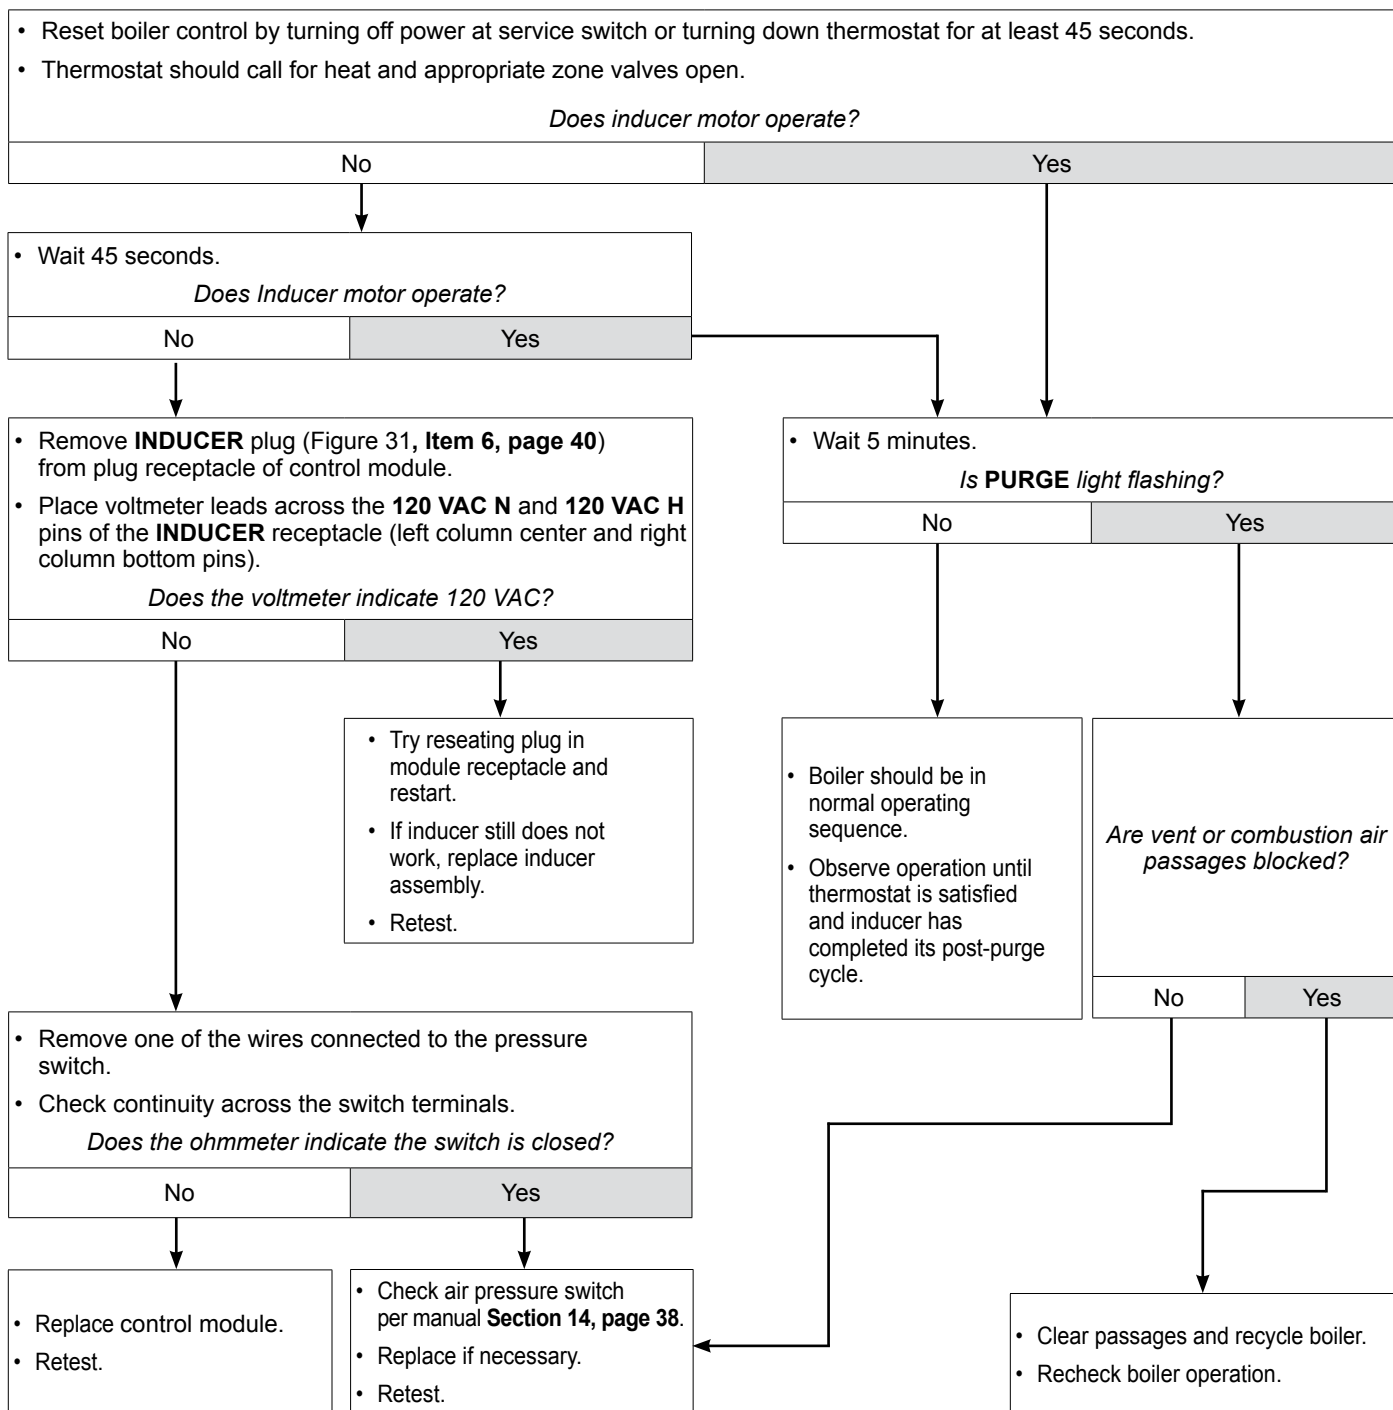 • Reset boiler control by turning off power at service switch or turning down thermostat for at least 45 seconds.
• Thermostat should call for heat and appropriate zone valves open.
Does inducer motor operate?
No
Yes
• Wait 45 seconds.
Does Inducer motor operate?
No
Yes
• Remove INDUCER plug (Figure 31, Item 6, page 40)
from plug receptacle of control module.
• Place voltmeter leads across the 120 VAC N and 120 VAC H
pins of the INDUCER receptacle (left column center and right
column bottom pins).
Does the voltmeter indicate 120 VAC?
No
Yes
• Wait 5 minutes.
Is PURGE light flashing?
No
Yes
• Try reseating plug in
module receptacle and
restart.
• If inducer still does not
work, replace inducer
assembly.
• Retest.
• Boiler should be in
normal operating
sequence.
• Observe operation until
thermostat is satisfied
and inducer has
completed its post-purge
cycle.
Are vent or combustion air
passages blocked?
No
Yes
• Remove one of the wires connected to the pressure
switch.
• Check continuity across the switch terminals.
Does the ohmmeter indicate the switch is closed?
No
Yes
• Replace control module.
• Retest.
• Check air pressure switch
per manual Section 14, page 38.
• Replace if necessary.
• Retest.
• Clear passages and recycle boiler.
• Recheck boiler operation.